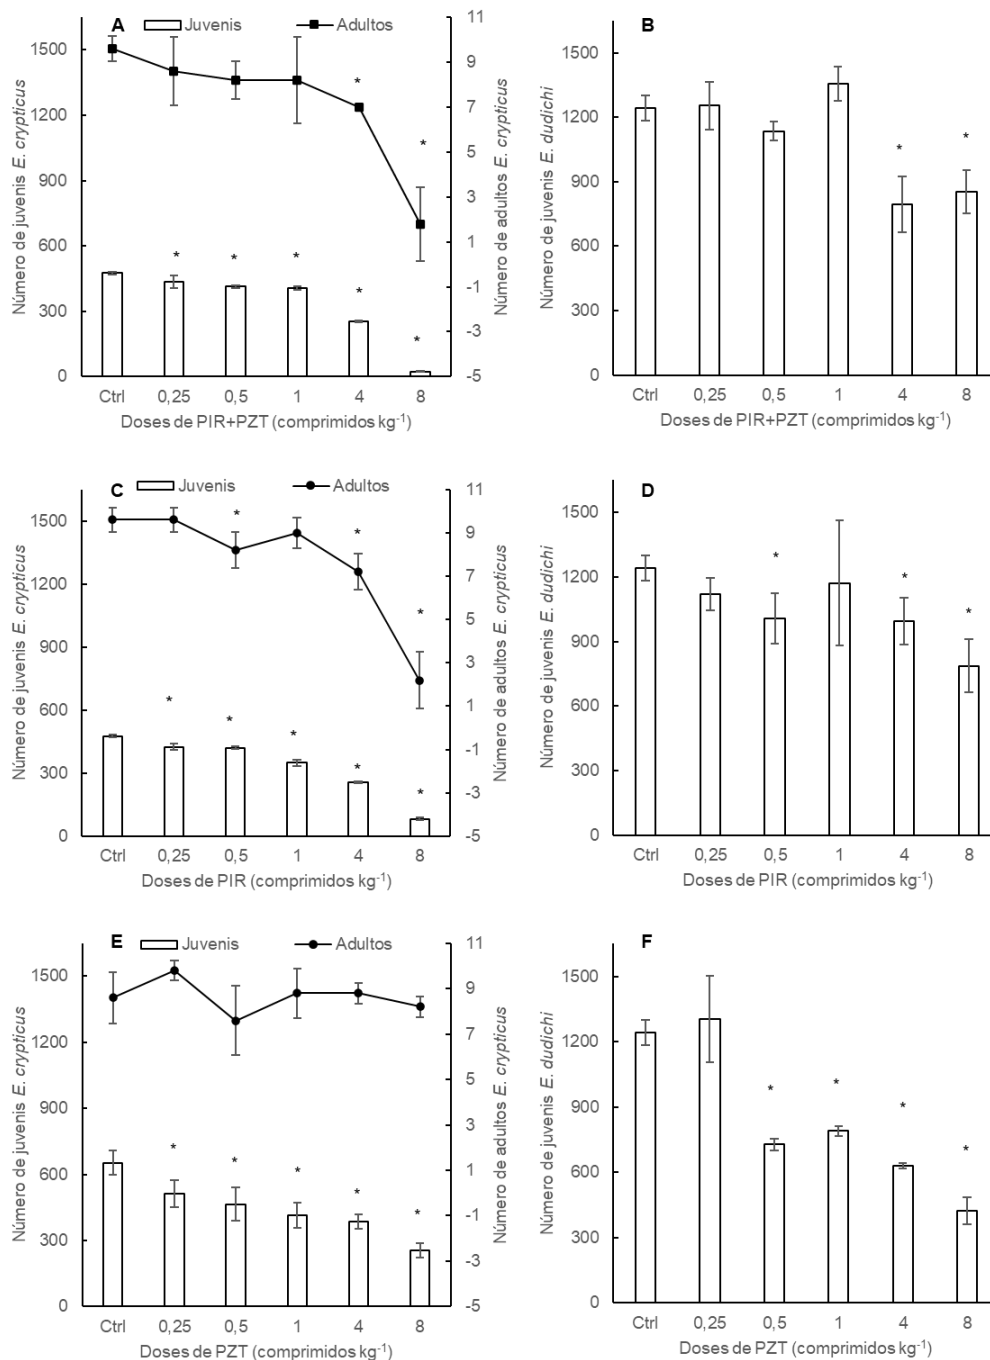 A
Juvenis
Adultos
Número de juvenis E. crypticus
1500
1200
900
600
300
0
11
9
7
5
3
1
-1
-3
-5
Número de adultos E. crypticus
* *
* * * * *
Ctrl 0,25 0,5 1 4 8
Doses de PIR+PZT (comprimidos kg⁻¹)
B
Número de juvenis E. dudichi
1500
1200
900
600
300
0
* *
Ctrl 0,25 0,5 1 4 8
Doses de PIR+PZT (comprimidos kg⁻¹)
C
Juvenis
Adultos
Número de juvenis E. crypticus
1500
1200
900
600
300
0
11
9
7
5
3
1
-1
-3
-5
Número de adultos E. crypticus
* * *
* * * * *
Ctrl 0,25 0,5 1 4 8
Doses de PIR (comprimidos kg⁻¹)
D
Número de juvenis E. dudichi
1500
1200
900
600
300
0
* * *
Ctrl 0,25 0,5 1 4 8
Doses de PIR (comprimidos kg⁻¹)
E
Juvenis
Adultos
Número de juvenis E. crypticus
1500
1200
900
600
300
0
11
9
7
5
3
1
-1
-3
-5
Número de adultos E. crypticus
* * * * *
Ctrl 0,25 0,5 1 4 8
Doses de PZT (comprimidos kg⁻¹)
F
Número de juvenis E. dudichi
1500
1200
900
600
300
0
* * * *
Ctrl 0,25 0,5 1 4 8
Doses de PZT (comprimidos kg⁻¹)